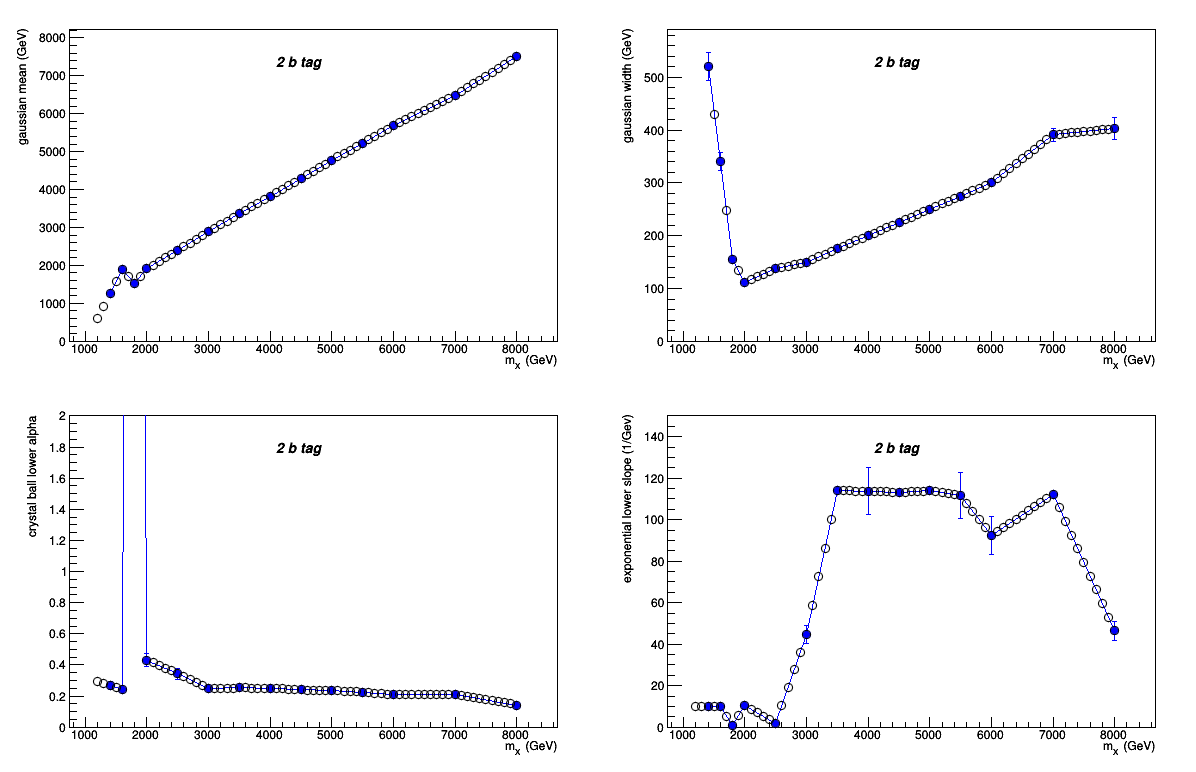 gaussian mean (GeV)
2 b tag
8000
7000
6000
5000
4000
3000
2000
1000
0
1000 2000 3000 4000 5000 6000 7000 8000
mx (GeV)
gaussian width (GeV)
2 b tag
500
400
300
200
100
0
1000 2000 3000 4000 5000 6000 7000 8000
mx (GeV)
crystal ball lower alpha
2 b tag
2
1.8
1.6
1.4
1.2
1
0.8
0.6
0.4
0.2
0
1000 2000 3000 4000 5000 6000 7000 8000
mx (GeV)
exponential lower slope (1/Gev)
2 b tag
140
120
100
80
60
40
20
0
1000 2000 3000 4000 5000 6000 7000 8000
mx (GeV)